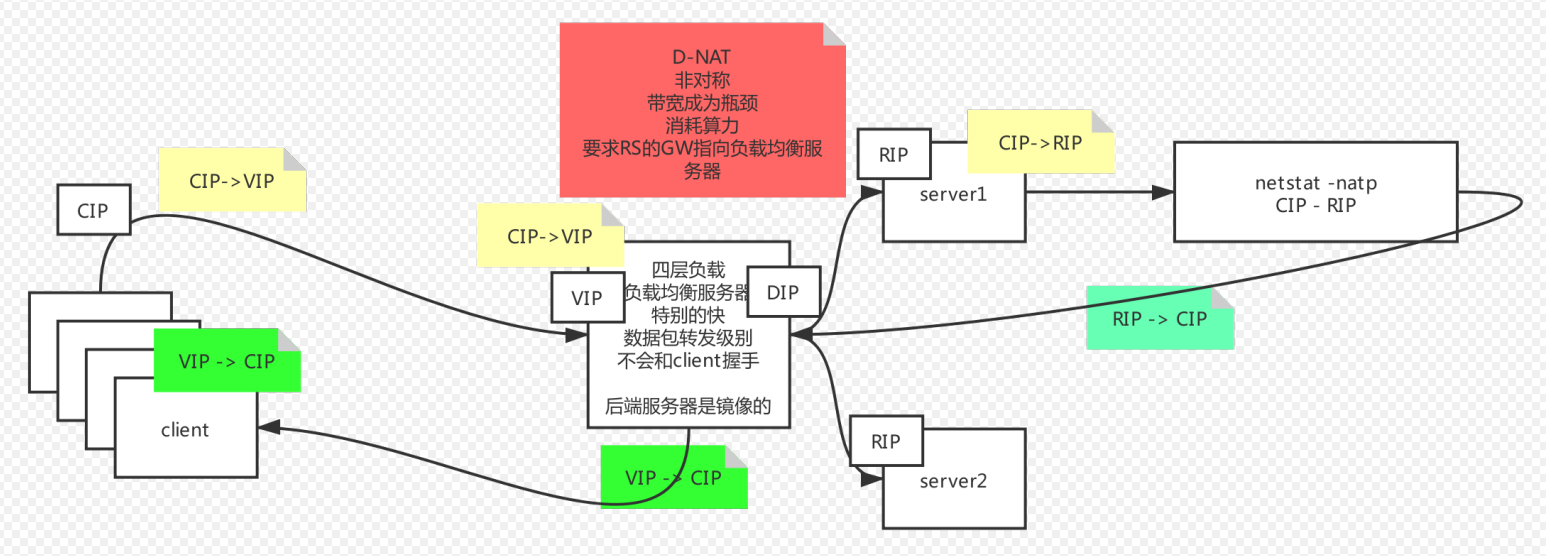 D-NAT
非对称
带宽成为瓶颈
消耗算力
要求RS的GW指向负载均衡服
务器
CIP->VIP
CIP
CIP->VIP
VIP
四层负载
负载均衡服务器
特别的快
数据包转发级别
不会和client握手
后端服务器是镜像的
DIP
RIP
CIP->RIP
server1
netstat -natp
CIP - RIP
RIP -> CIP
VIP -> CIP
client
VIP -> CIP
RIP
server2